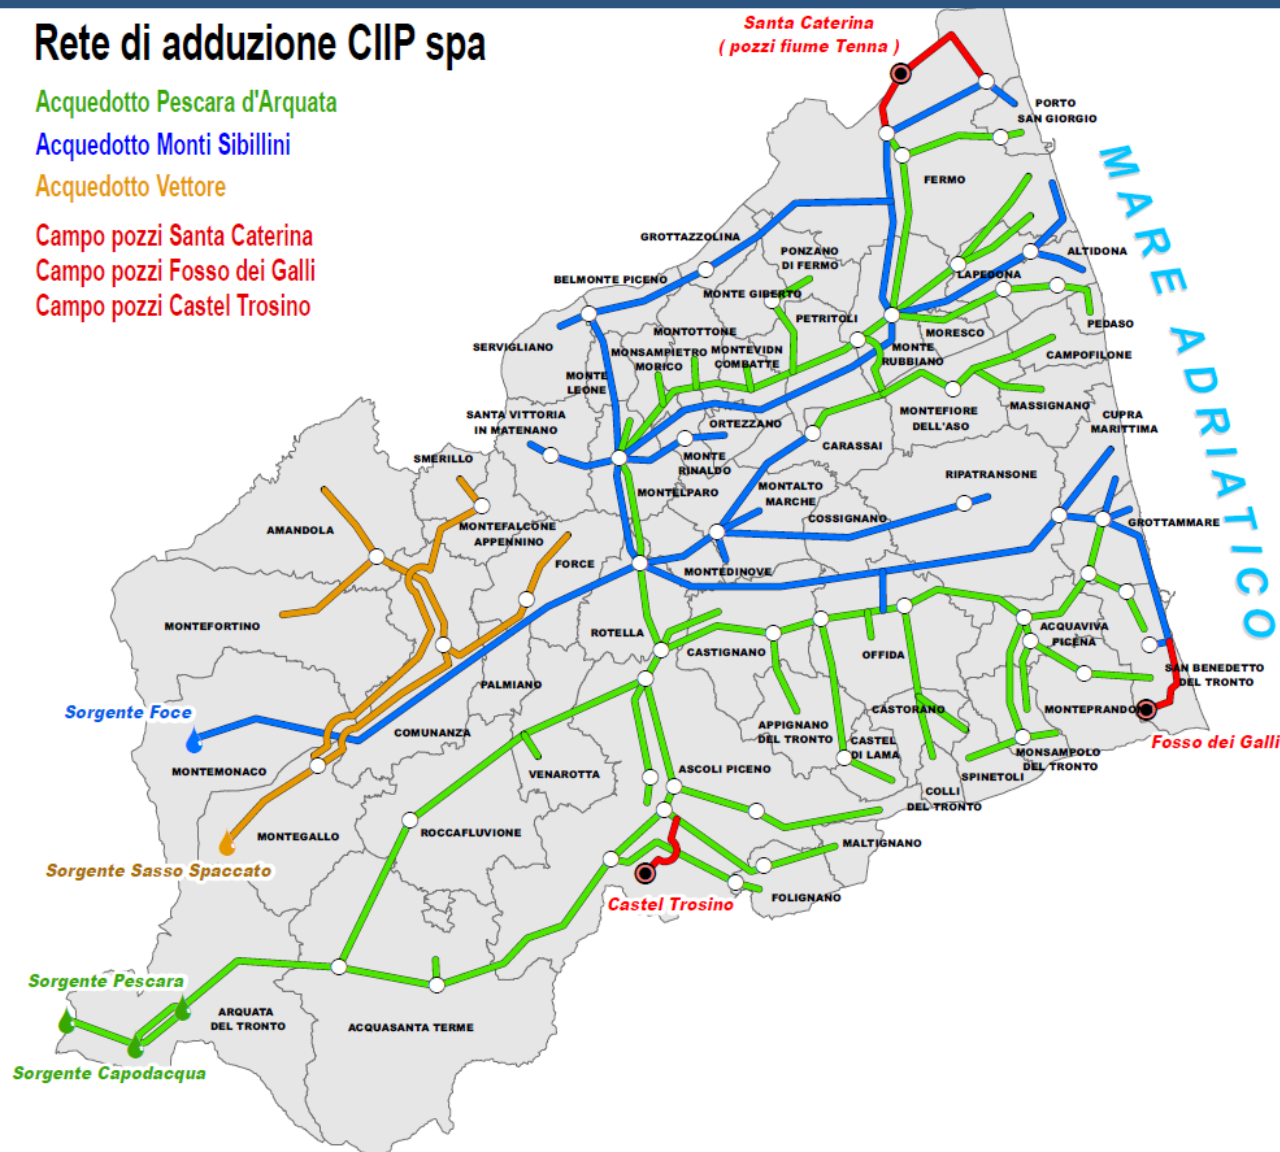 Rete di adduzione CIIP spa
Acquedotto Pescara d'Arquata
Acquedotto Monti Sibillini
Acquedotto Vettore
Campo pozzi Santa Caterina
Campo pozzi Fosso dei Galli
Campo pozzi Castel Trosino
Santa Caterina
( pozzi fiume Tenna )
PORTO
SAN GIORGIO
MARE ADRIATICO
FERMO
GROTTAZZOLINA
PONZANO
DI FERMO
ALTIDONA
LAPEDONA
BELMONTE PICENO
MONTE GIBERTO
PETRITOLI
MORESCO
PEDASO
MONTOTTONE
SERVIGLIANO
MONSAMPIETRO
MORICO
MONTEVIDN
COMBATTE
MONTE
RUBBIANO
CAMPOFILONE
MONTE
LEONE
SANTA VITTORIA
IN MATENANO
ORTEZZANO
MONTEFIORE
DELL'ASO
MASSIGNANO
CUPRA
MARITTIMA
CARASSAI
SMERILLO
MONTE
RINALDO
MONTELPARO
MONTALTO
MARCHE
RIPATRANSONE
AMANDOLA
MONTEFALCONE
APPENNINO
COSSIGNANO
GROTTAMMARE
FORCE
MONTEDINOVE
MONTEFORTINO
ROTELLA
CASTIGNANO
OFFIDA
ACQUAVIVA
PICENA
SAN BENEDETTO
DEL TRONTO
PALMIANO
Sorgente Foce
COMUNANZA
APPIGNANO
DEL TRONTO
CASTORANO
MONTEPRANDO
Fosso dei Galli
CASTEL
DI LAMA
MONSAMPOLO
DEL TRONTO
MONTEMONACO
VENAROTTA
ASCOLI PICENO
SPINETOLI
COLLI
DEL TRONTO
MONTEGALLO
ROCCAFLUVIONE
MALTIGNANO
Sorgente Sasso Spaccato
Castel Trosino
FOLIGNANO
Sorgente Pescara
ARQUATA
DEL TRONTO
ACQUASANTA TERME
Sorgente Capodacqua